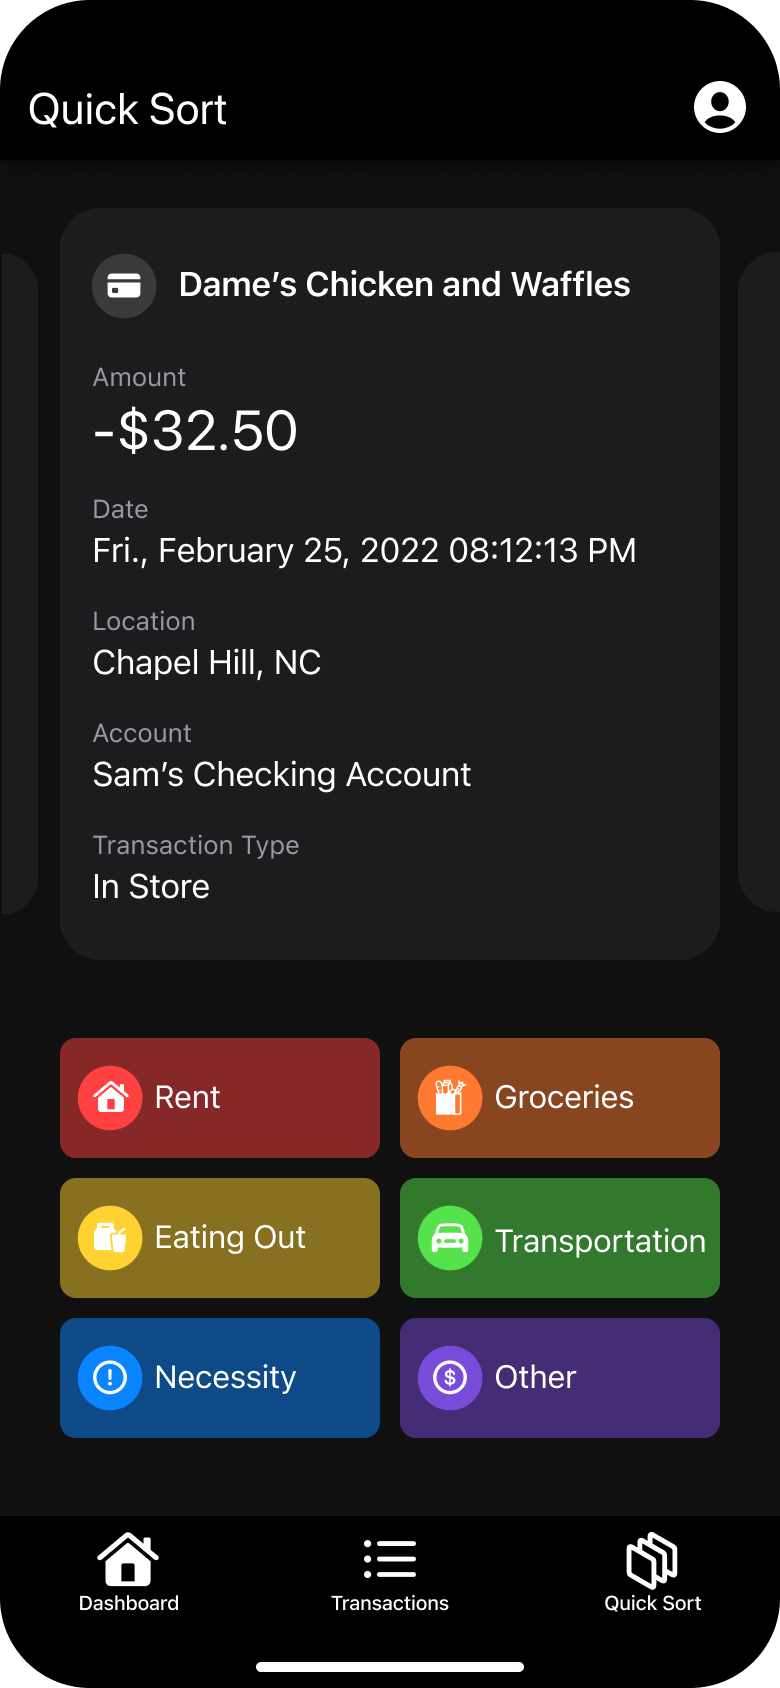 Quick Sort
Dame’s Chicken and Waffles
Amount
-$32.50
Date
Fri., February 25, 2022 08:12:13 PM
Location
Chapel Hill, NC
Account
Sam’s Checking Account
Transaction Type
In Store
Rent
Groceries
Eating Out
Transportation
Necessity
$ Other
Dashboard
Transactions
Quick Sort